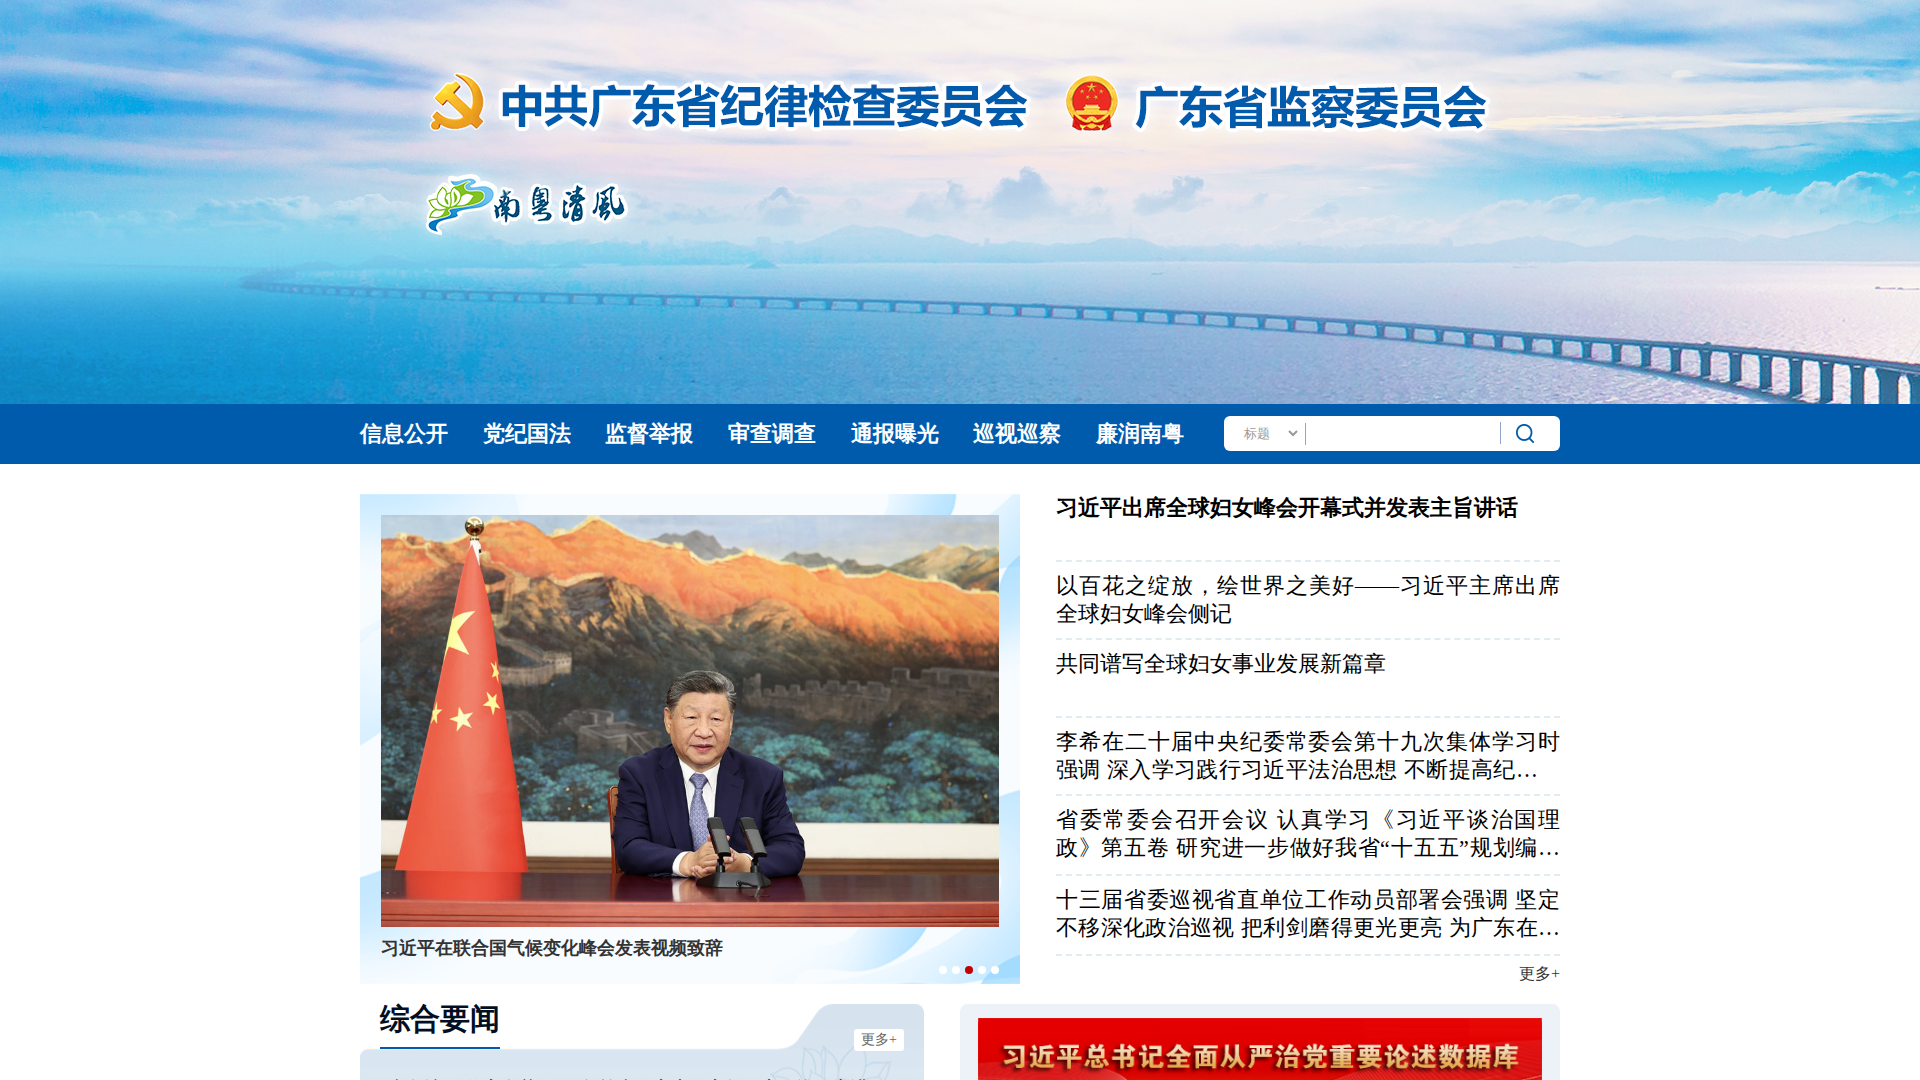 中共广东省纪律检查委员会 广东省监察委员会
南粤清风
信息公开 党纪国法 监督举报 审查调查 通报曝光 巡视巡察 廉润南粤 标题
习近平出席全球妇女峰会开幕式并发表主旨讲话
以百花之绽放，绘世界之美好——习近平主席出席
全球妇女峰会侧记
共同谱写全球妇女事业发展新篇章
李希在二十届中央纪委常委会第十九次集体学习时
强调 深入学习践行习近平法治思想 不断提高纪…
省委常委会召开会议 认真学习《习近平谈治国理
政》第五卷 研究进一步做好我省“十五五”规划编…
十三届省委巡视省直单位工作动员部署会强调 坚定
不移深化政治巡视 把利剑磨得更光更亮 为广东在…
更多+
习近平在联合国气候变化峰会发表视频致辞
综合要闻
更多+
习近平总书记全面从严治党重要论述数据库